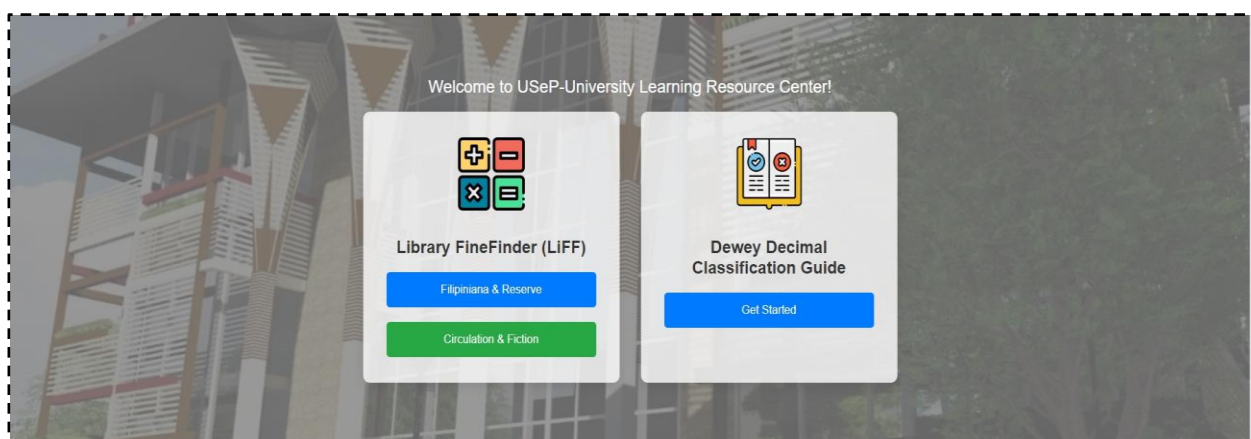 Welcome to USeP-University Learning Resource Center!
Library FineFinder (LiFF)
Filipiniana & Reserve
Circulation & Fiction
Dewey Decimal
Classification Guide
Get Started